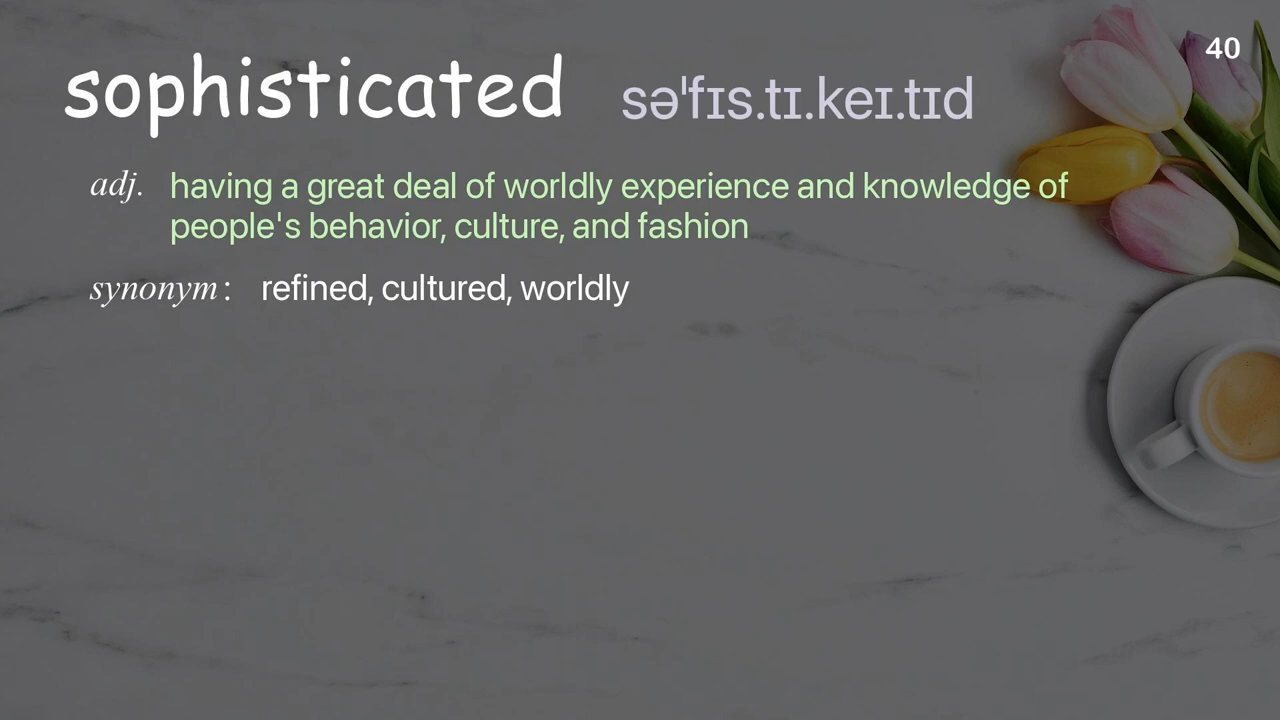 40
sophisticated səˈfɪs.tɪ.keɪ.tɪd
adj. having a great deal of worldly experience and knowledge of
people's behavior, culture, and fashion
synonym: refined, cultured, worldly